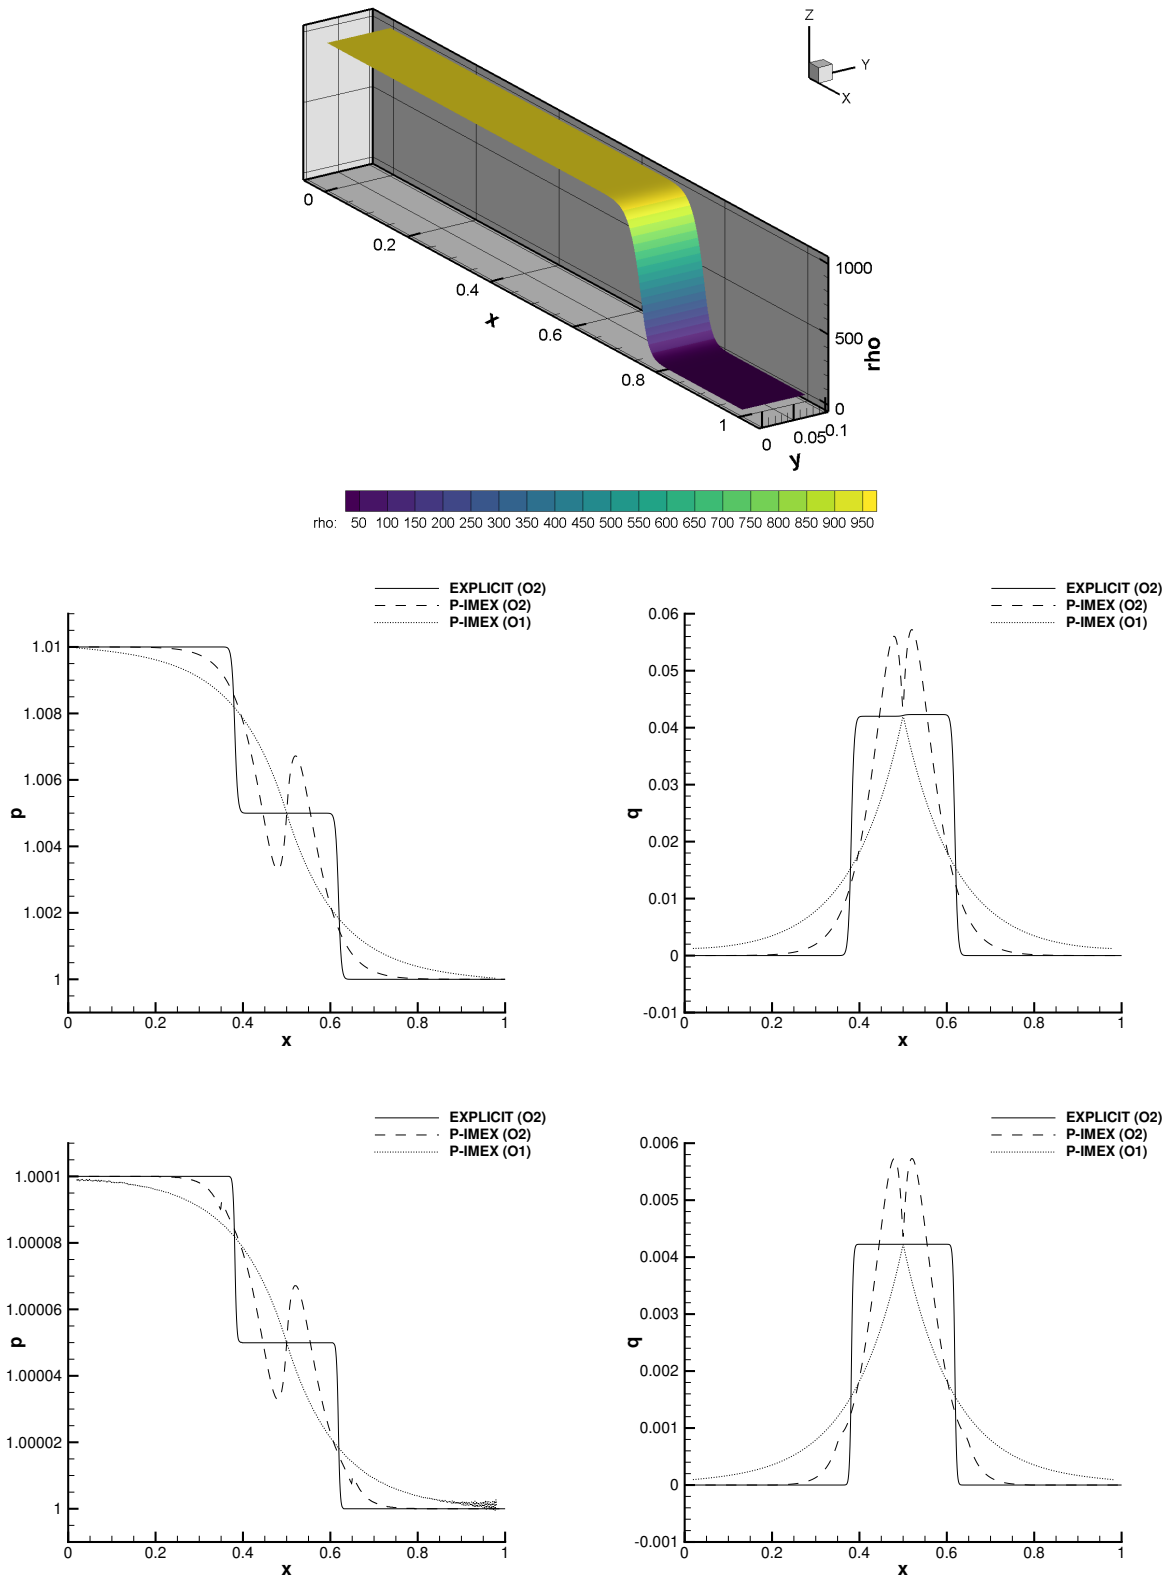 Z
Y
X
0
0.2
0.4
x
0.6
0.8
1
1000
500
rho
0
0.1
0.05
0
y
rho: 50 100 150 200 250 300 350 400 450 500 550 600 650 700 750 800 850 900 950
EXPLICIT (O2)
P-IMEX (O2)
P-IMEX (O1)
1.01
1.008
1.006
p
1.004
1.002
1
0 0.2 0.4 0.6 0.8 1
x
EXPLICIT (O2)
P-IMEX (O2)
P-IMEX (O1)
0.06
0.05
0.04
0.03
q
0.02
0.01
0
-0.01
0 0.2 0.4 0.6 0.8 1
x
EXPLICIT (O2)
P-IMEX (O2)
P-IMEX (O1)
1.0001
1.00008
1.00006
p
1.00004
1.00002
1
0 0.2 0.4 0.6 0.8 1
x
EXPLICIT (O2)
P-IMEX (O2)
P-IMEX (O1)
0.006
0.005
0.004
0.003
q
0.002
0.001
0
-0.001
0 0.2 0.4 0.6 0.8 1
x